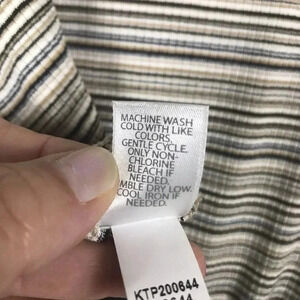 MACHINE WASH
COLD WITH LIKE
COLORS,
GENTLE CYCLE.
ONLY NON-
CHLORINE
BLEACH IF
NEEDED.
MBLE DRY LOW.
COOL IRON IF
NEEDED.
KTP200644